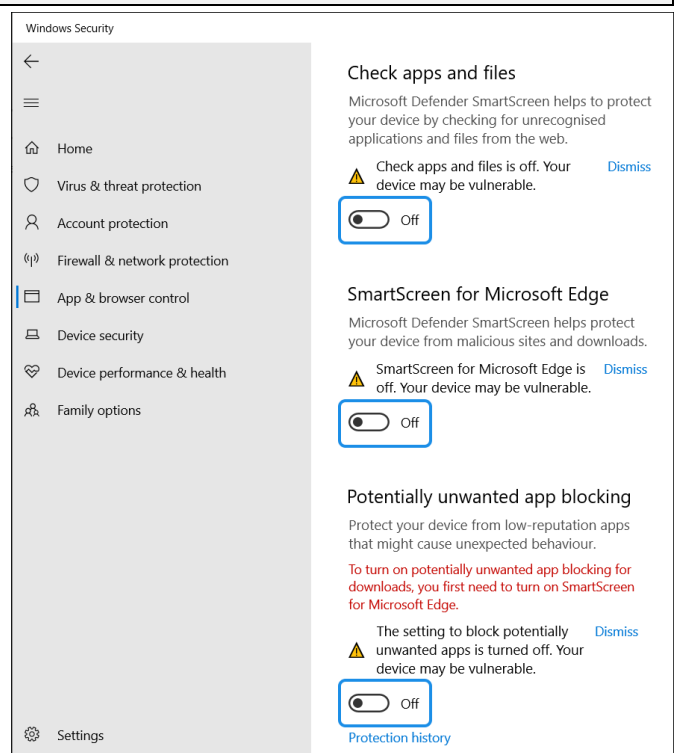 Windows Security
Home
Virus & threat protection
Account protection
Firewall & network protection
App & browser control
Device security
Device performance & health
Family options
Settings
Check apps and files
Microsoft Defender SmartScreen helps to protect
your device by checking for unrecognised
applications and files from the web.
Check apps and files is off. Your
device may be vulnerable.
Dismiss
Off
SmartScreen for Microsoft Edge
Microsoft Defender SmartScreen helps protect
your device from malicious sites and downloads.
SmartScreen for Microsoft Edge is
off. Your device may be vulnerable.
Dismiss
Off
Potentially unwanted app blocking
Protect your device from low-reputation apps
that might cause unexpected behaviour.
To turn on potentially unwanted app blocking for
downloads, you first need to turn on SmartScreen
for Microsoft Edge.
The setting to block potentially
unwanted apps is turned off. Your
device may be vulnerable.
Dismiss
Off
Protection history